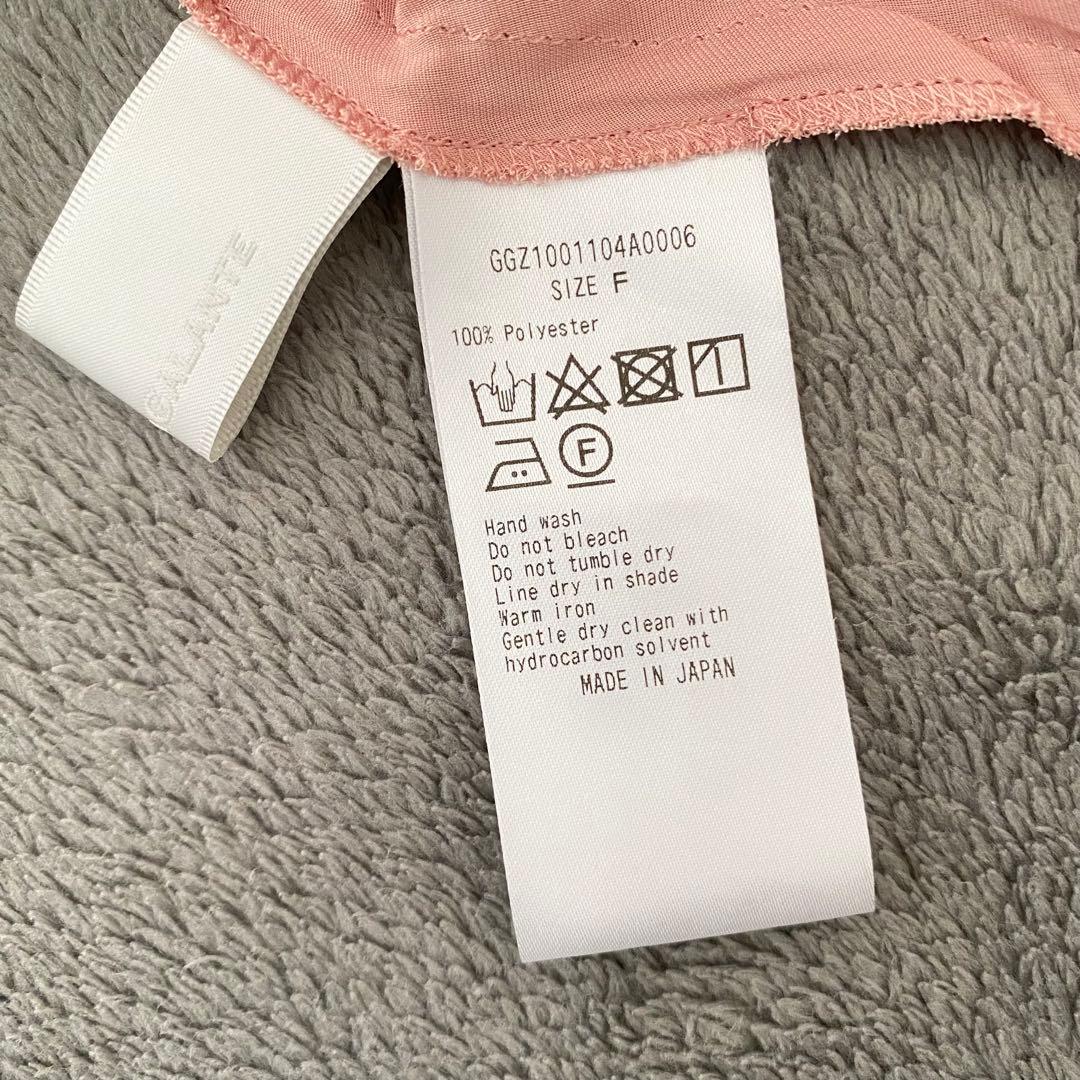 GALANTE
GGZ1001104A0006
SIZE F
100% Polyester
F
Hand wash
Do not bleach
Do not tumble dry
Line dry in shade
Warm iron
Gentle dry clean with
hydrocarbon solvent
MADE IN JAPAN